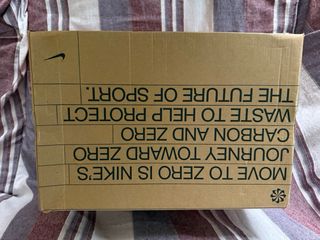 MOVE TO ZERO IS NIKE'S
JOURNEY TOWARD ZERO
CARBON AND ZERO
WASTE TO HELP PROTECT
THE FUTURE OF SPORT.